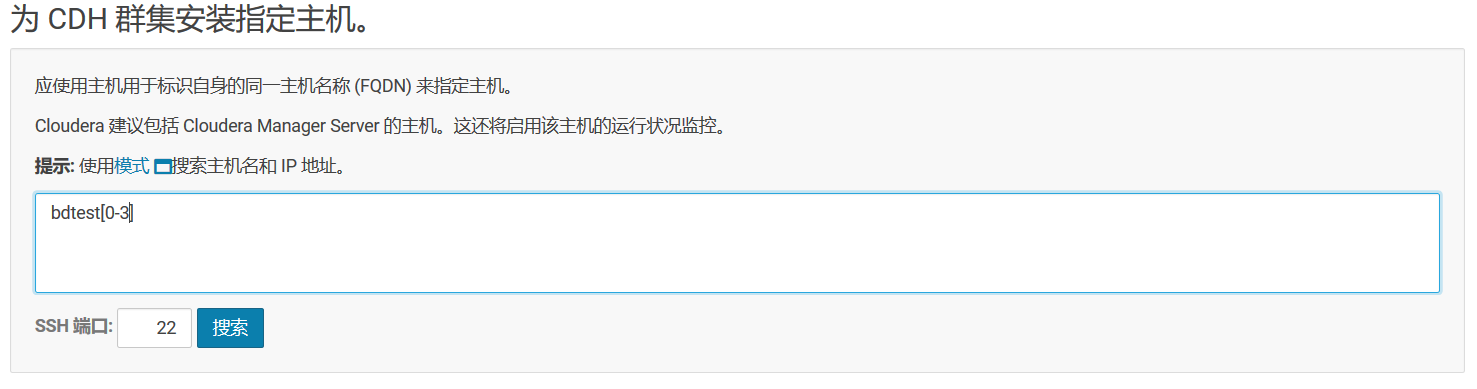 为 CDH 群集安装指定主机。
应使用主机用于标识自身的同一主机名称 (FQDN) 来指定主机。
Cloudera 建议包括 Cloudera Manager Server 的主机。这还将启用该主机的运行状况监控。
提示: 使用模式 搜索主机名和 IP 地址。
bdtest[0-3]
SSH 端口: 22 搜索